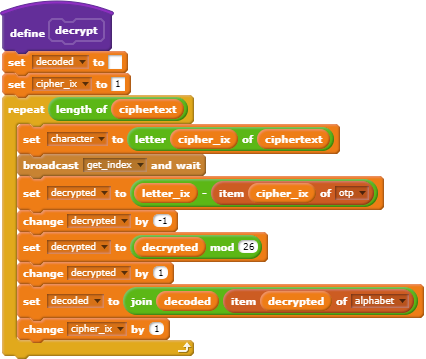 define decrypt
set decoded to
set cipher_ix to 1
repeat length of ciphertext
set character to letter cipher_ix of ciphertext
broadcast get_index and wait
set decrypted to letter_ix - item cipher_ix of otp
change decrypted by -1
set decrypted to decrypted mod 26
change decrypted by 1
set decoded to join decoded item decrypted of alphabet
change cipher_ix by 1